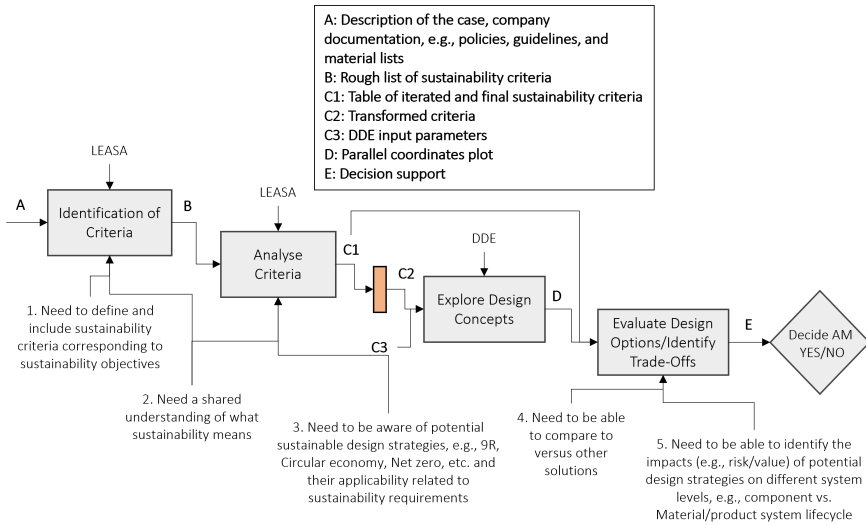 A: Description of the case, company
documentation, e.g., policies, guidelines, and
material lists
B: Rough list of sustainability criteria
C1: Table of iterated and final sustainability criteria
C2: Transformed criteria
C3: DDE input parameters
D: Parallel coordinates plot
E: Decision support
LEASA
A
Identification of
Criteria
B
LEASA
Analyse
Criteria
C1
C2
C3
DDE
Explore Design
Concepts
D
Evaluate Design
Options/Identify
Trade-Offs
E
Decide AM
YES/NO
1. Need to define and
include sustainability
criteria corresponding to
sustainability objectives
2. Need a shared
understanding of what
sustainability means
3. Need to be aware of potential
sustainable design strategies, e.g., 9R,
Circular economy, Net zero, etc. and
their applicability related to
sustainability requirements
4. Need to be able
to compare to
versus other
solutions
5. Need to be able to identify the
impacts (e.g., risk/value) of potential
design strategies on different system
levels, e.g., component vs.
Material/product system lifecycle